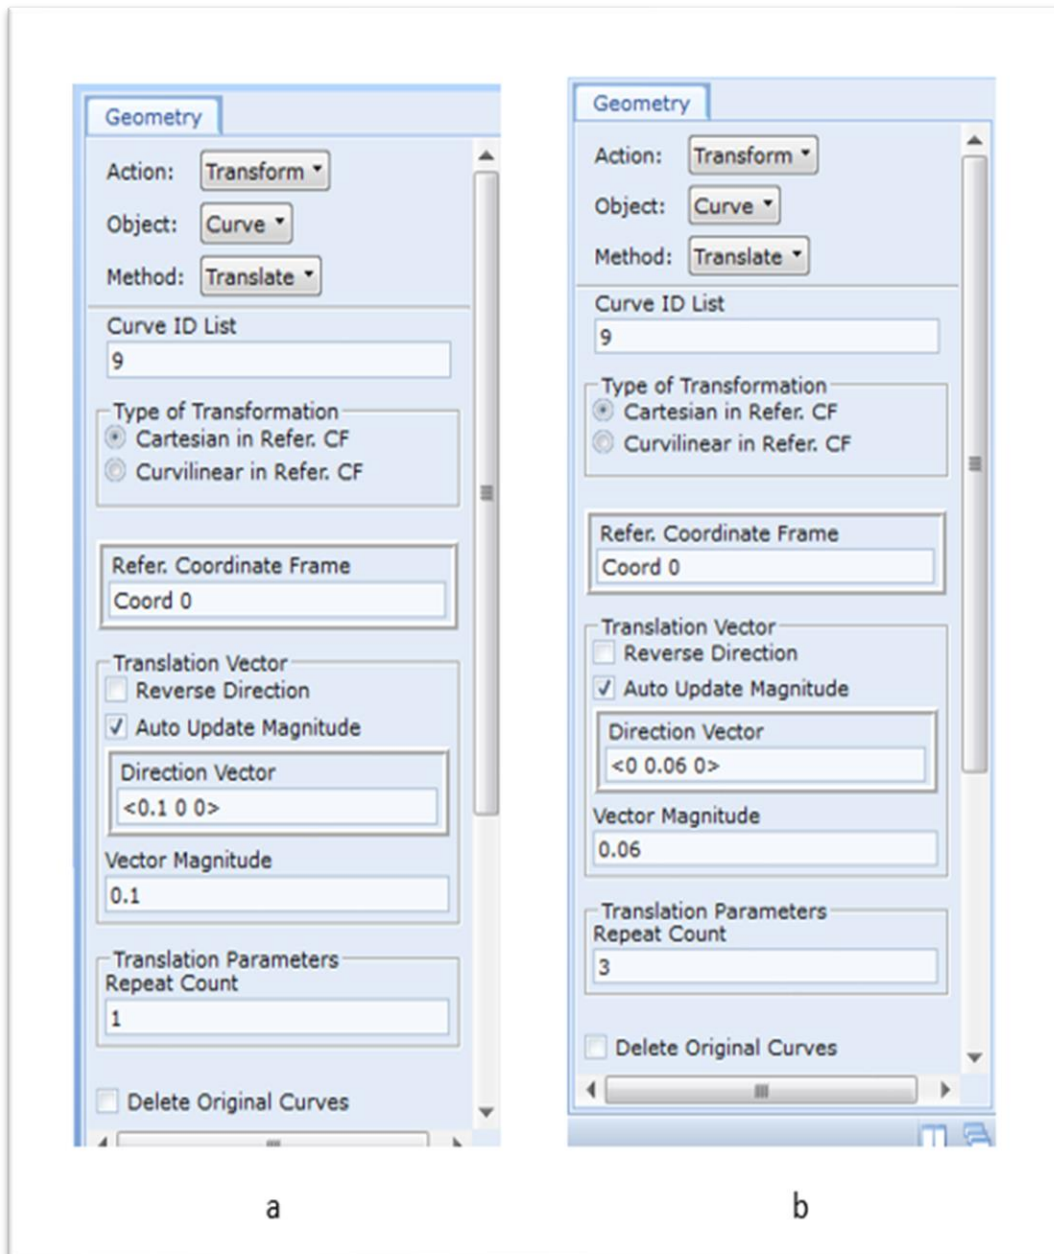 Geometry
Action: Transform
Object: Curve
Method: Translate
Curve ID List
9
Type of Transformation
Cartesian in Refer. CF
Curvilinear in Refer. CF
Refer. Coordinate Frame
Coord 0
Translation Vector
Reverse Direction
Auto Update Magnitude
Direction Vector
<0.1 0 0>
Vector Magnitude
0.1
Translation Parameters
Repeat Count
1
Delete Original Curves
a
Geometry
Action: Transform
Object: Curve
Method: Translate
Curve ID List
9
Type of Transformation
Cartesian in Refer. CF
Curvilinear in Refer. CF
Refer. Coordinate Frame
Coord 0
Translation Vector
Reverse Direction
Auto Update Magnitude
Direction Vector
<0 0.06 0>
Vector Magnitude
0.06
Translation Parameters
Repeat Count
3
Delete Original Curves
b